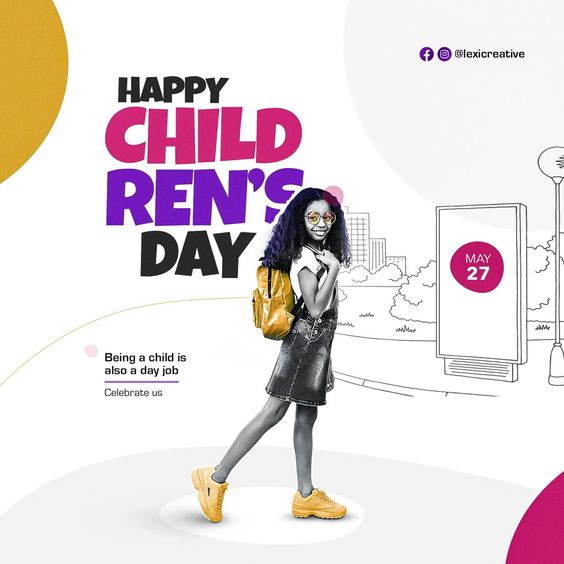 @lexicreative
HAPPY
CHILD
REN'S
DAY
MAY
27
Being a child is
also a day job
Celebrate us